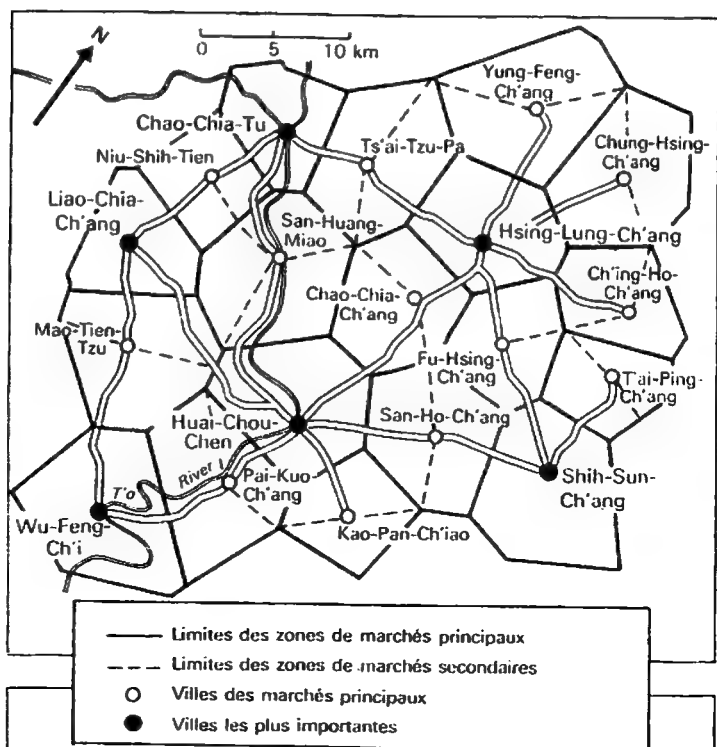 N
0 5 10 km
Yung-Feng-
Ch'ang
Chao-Chia-Tu
Ts'ai-Tzu-Pa
Chung-Hsing-
Ch'ang
Niu-Shih-Tien
Liao-Chia-
Ch'ang
San-Huang-
Miao
Hsing-Lung-Ch'ang
Chao-Chia-
Ch'ang
Ch'ing-Ho-
Ch'ang
Mao-Tien-
Tzu
Fu-Hsing-
Ch'ang
T'ai-Ping-
Ch'ang
Huai-Chou-
Chen
San-Ho-Ch'ang
T'o River
Pai-Kuo-
Ch'ang
Shih-Sun-
Ch'ang
Wu-Feng-
Ch'i
Kao-Pan-Ch'iao
Limites des zones de marchés principaux
Limites des zones de marchés secondaires
Villes des marchés principaux
Villes les plus importantes